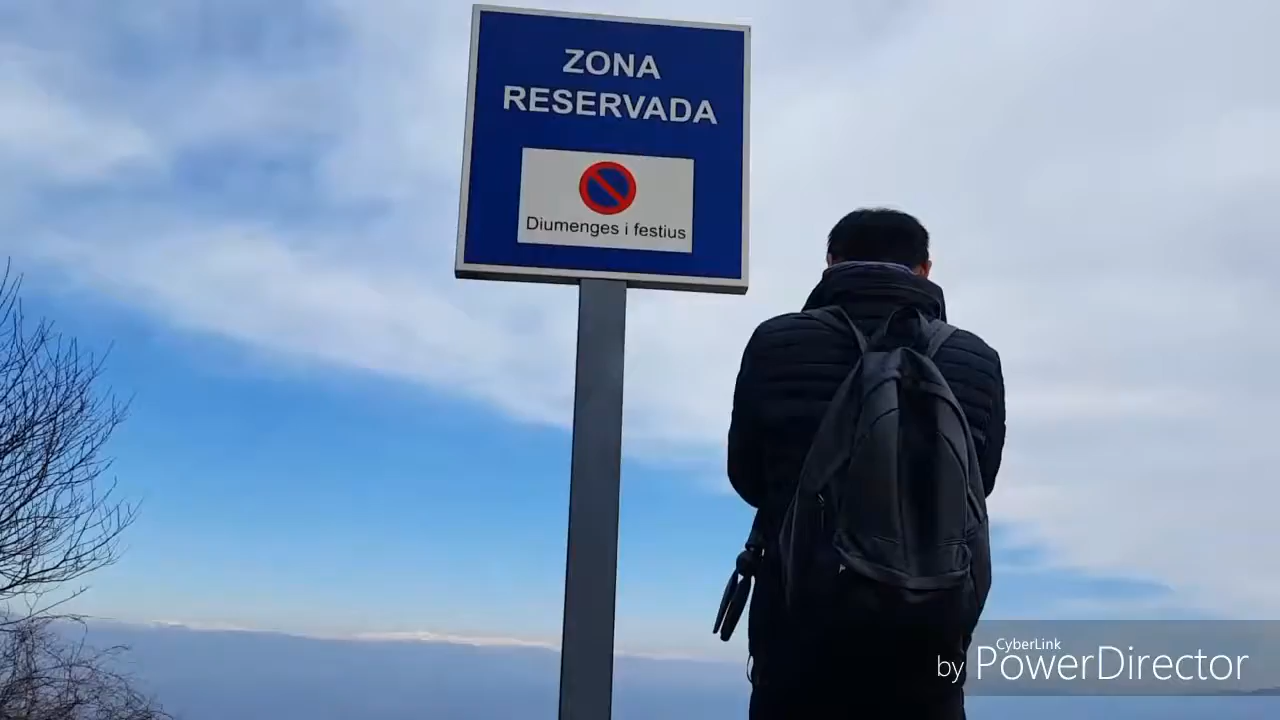 ZONA
RESERVADA
Diumenges i festius
CyberLink
by PowerDirector